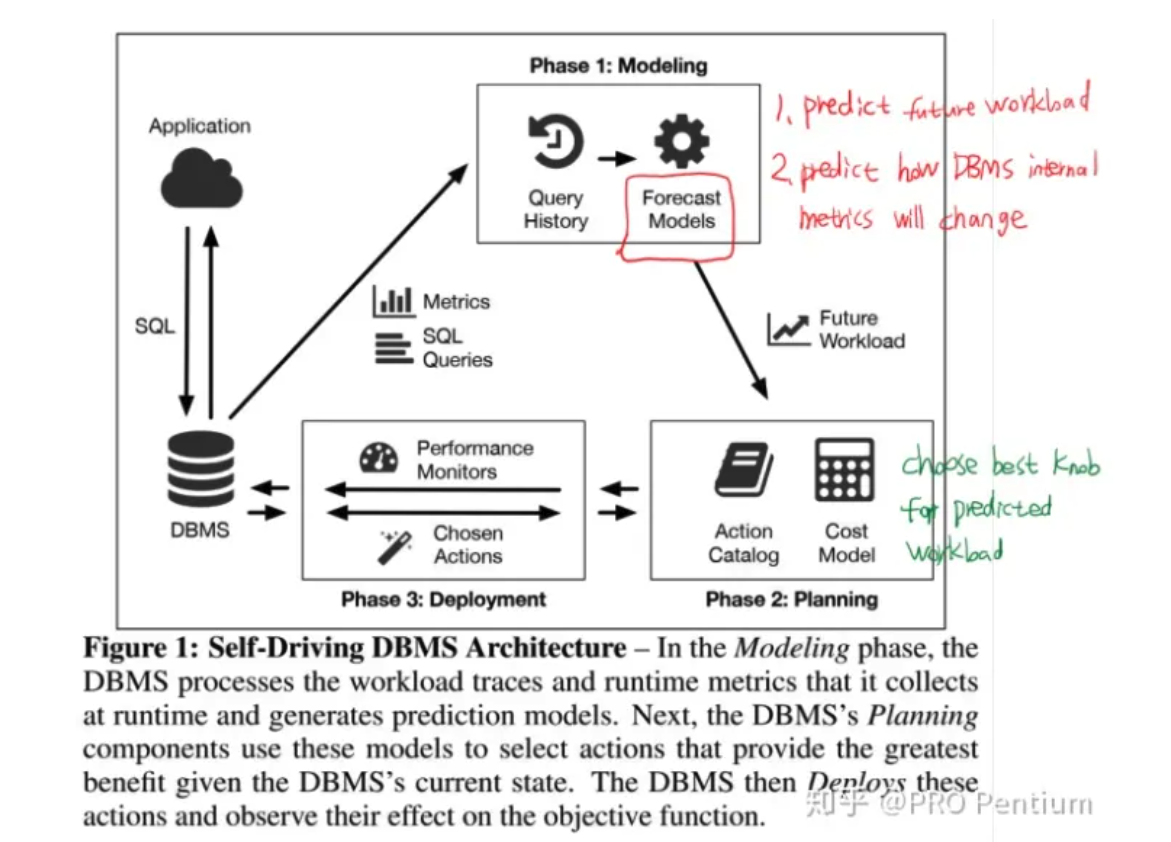 Phase 1: Modeling
Application
Query
History
Forecast
Models
1. predict future workload
2. predict how DBMS internal
metrics will change
SQL
Metrics
SQL
Queries
Future
Workload
DBMS
Performance
Monitors
Chosen
Actions
Phase 3: Deployment
Action
Catalog
Cost
Model
Phase 2: Planning
choose best knob
for predicted
workload
Figure 1: Self-Driving DBMS Architecture – In the Modeling phase, the
DBMS processes the workload traces and runtime metrics that it collects
at runtime and generates prediction models. Next, the DBMS's Planning
components use these models to select actions that provide the greatest
benefit given the DBMS's current state. The DBMS then Deploys these
actions and observe their effect on the objective function.
知乎 @PRO Pentium